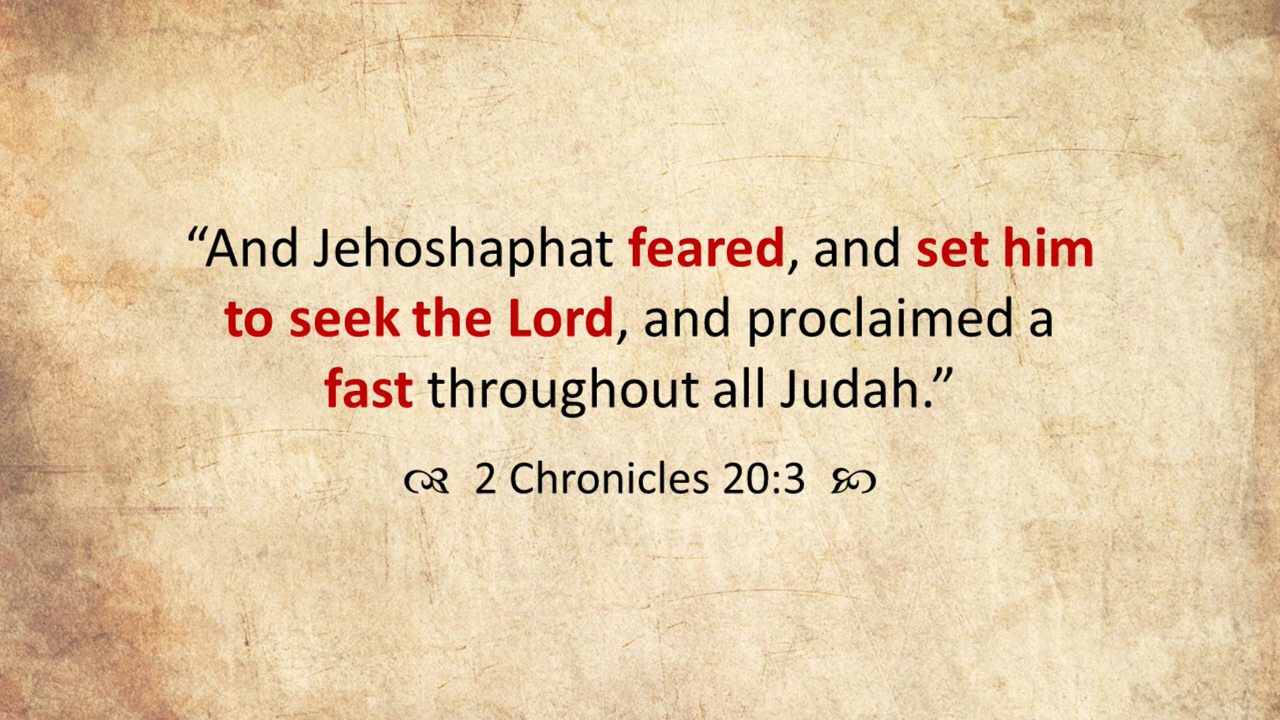 “And Jehoshaphat feared, and set him
to seek the Lord, and proclaimed a
fast throughout all Judah.”
2 Chronicles 20:3